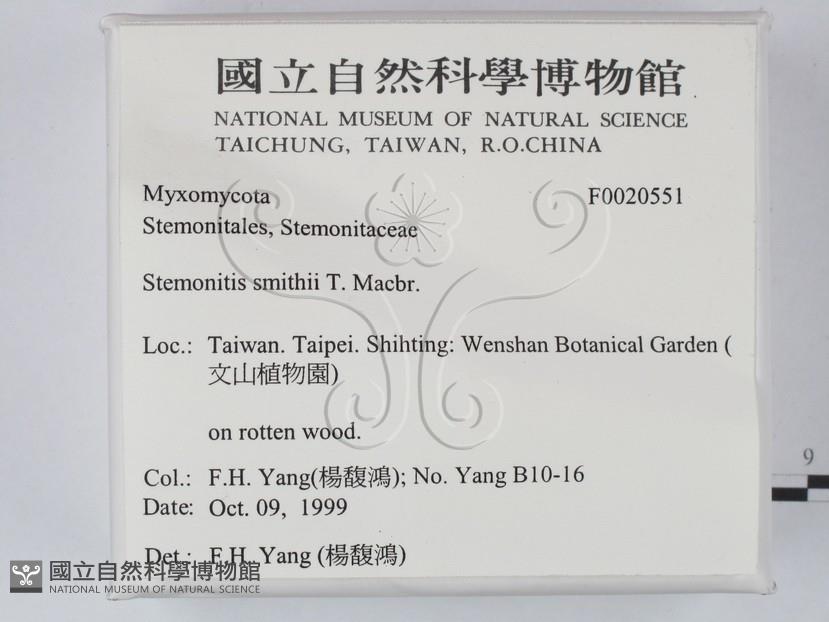 國立自然科學博物館
NATIONAL MUSEUM OF NATURAL SCIENCE
TAICHUNG, TAIWAN, R.O.CHINA
Myxomycota F0020551
Stemonitales, Stemonitaceae
Stemonitis smithii T. Macbr.
Loc.: Taiwan. Taipei. Shihting: Wenshan Botanical Garden (
文山植物園)
on rotten wood.
Col.: F.H. Yang(楊馥鴻); No. Yang B10-16
Date: Oct. 09, 1999
Det.: F.H. Yang (楊馥鴻)
9
國立自然科學博物館
NATIONAL MUSEUM OF NATURAL SCIENCE